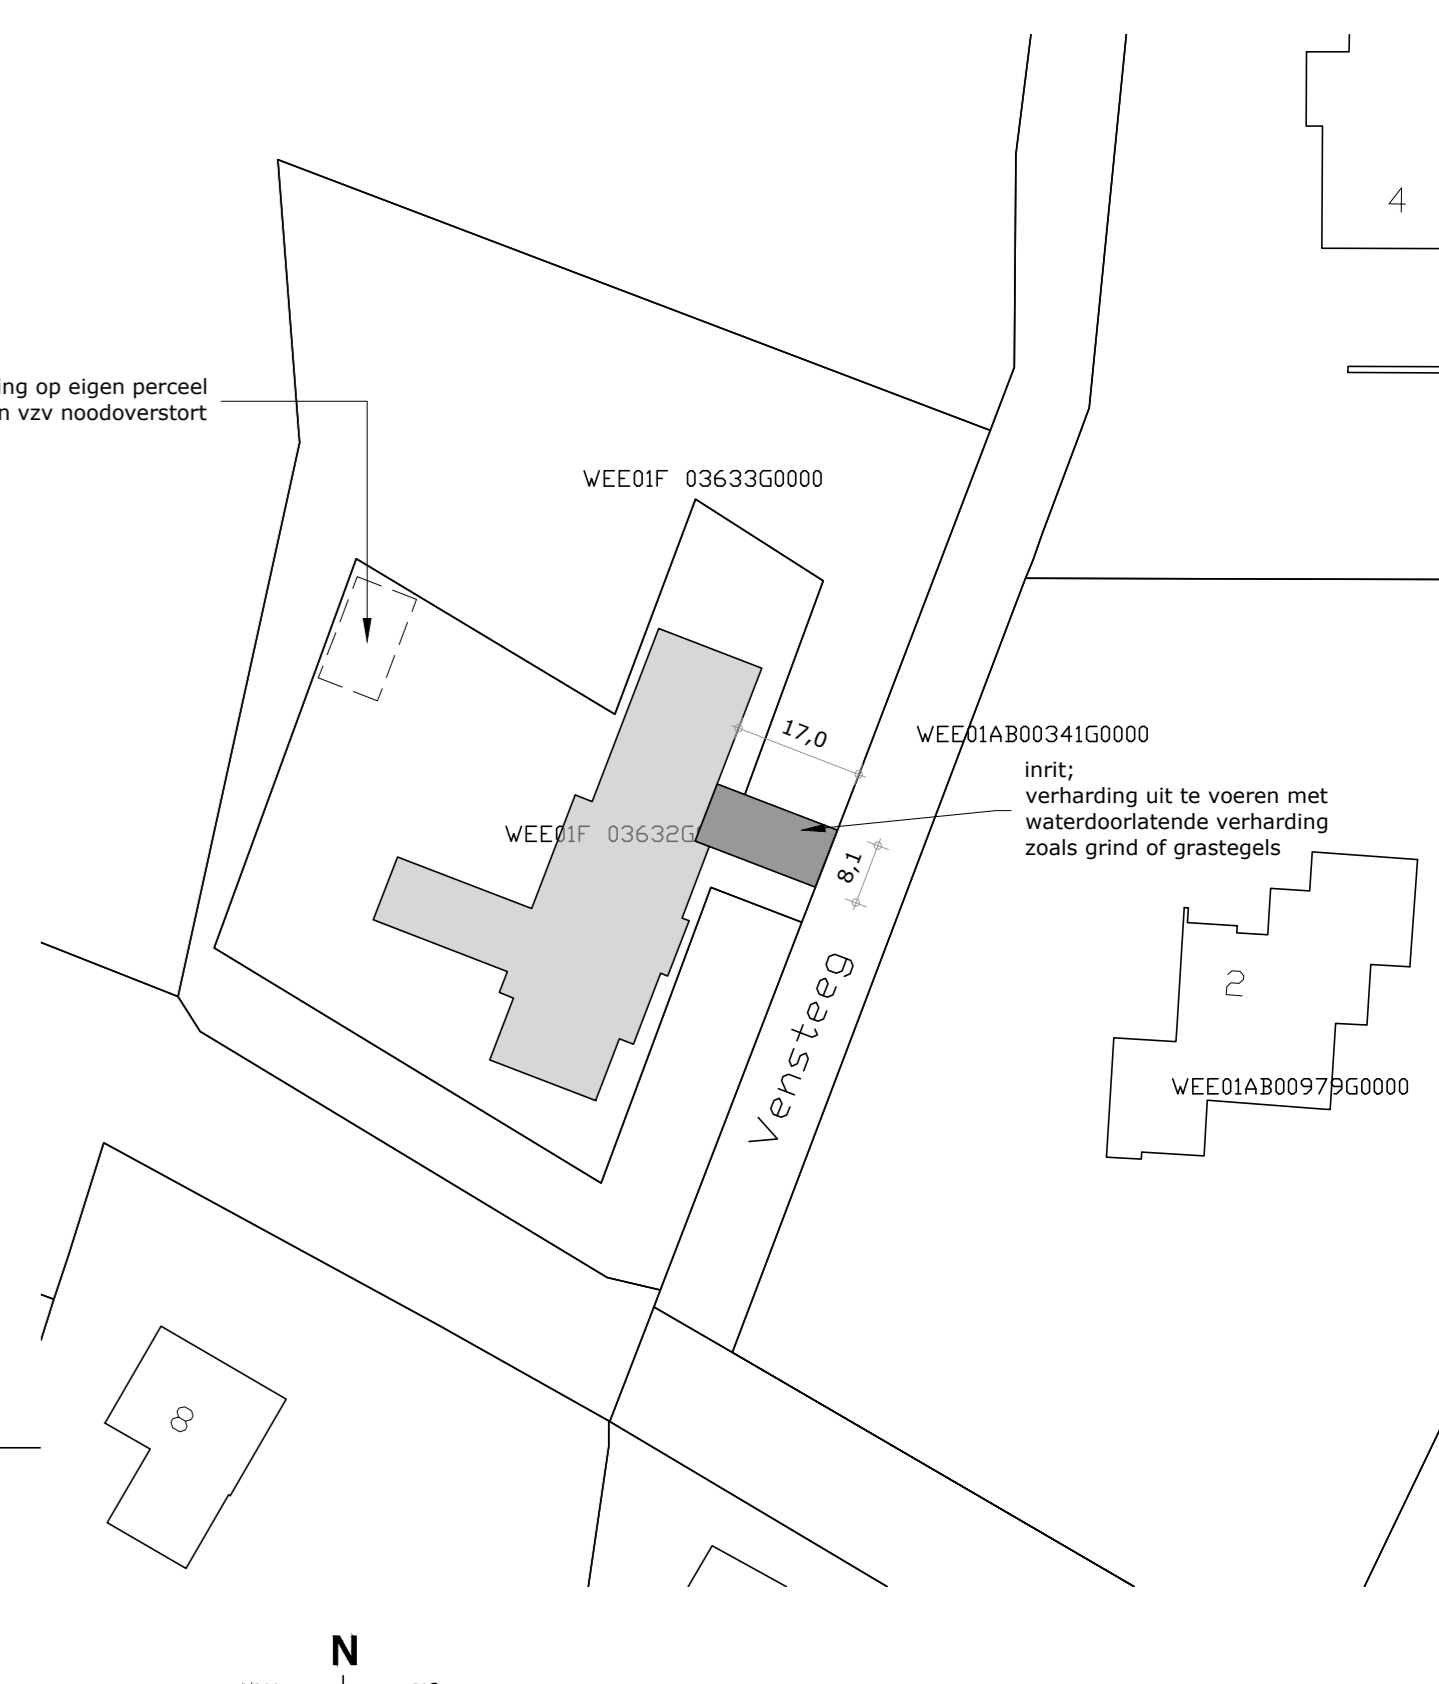 4
ing op eigen perceel
n vzv noodoverstort
WEE01F 03633G0000
17,0
WEE01AB00341G0000
inrit;
verharding uit te voeren met
waterdoorlatende verharding
zoals grind of grastegels
WEE01F 03632G
8,1
Vensteeg
2
WEE01AB00979G0000
8
N